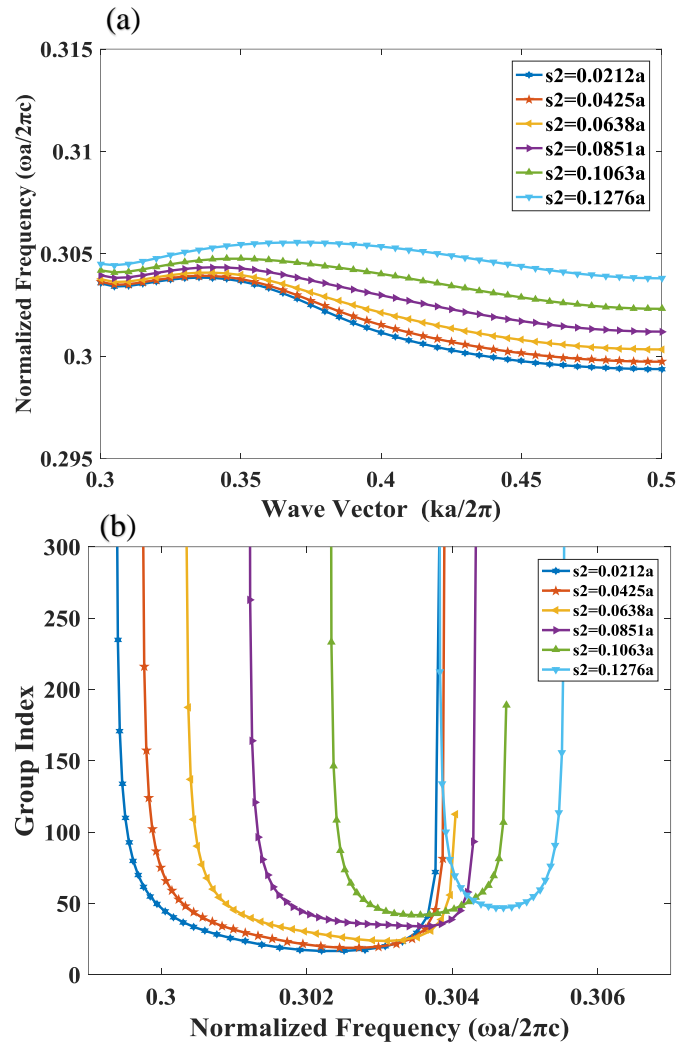 (a)
0.315
0.31
0.305
0.3
0.295
Normalized Frequency (ωa/2πc)
s2=0.0212a
s2=0.0425a
s2=0.0638a
s2=0.0851a
s2=0.1063a
s2=0.1276a
0.3 0.35 0.4 0.45 0.5
Wave Vector (ka/2π)
(b)
300
250
200
150
100
50
0
Group Index
s2=0.0212a
s2=0.0425a
s2=0.0638a
s2=0.0851a
s2=0.1063a
s2=0.1276a
0.3 0.302 0.304 0.306
Normalized Frequency (ωa/2πc)